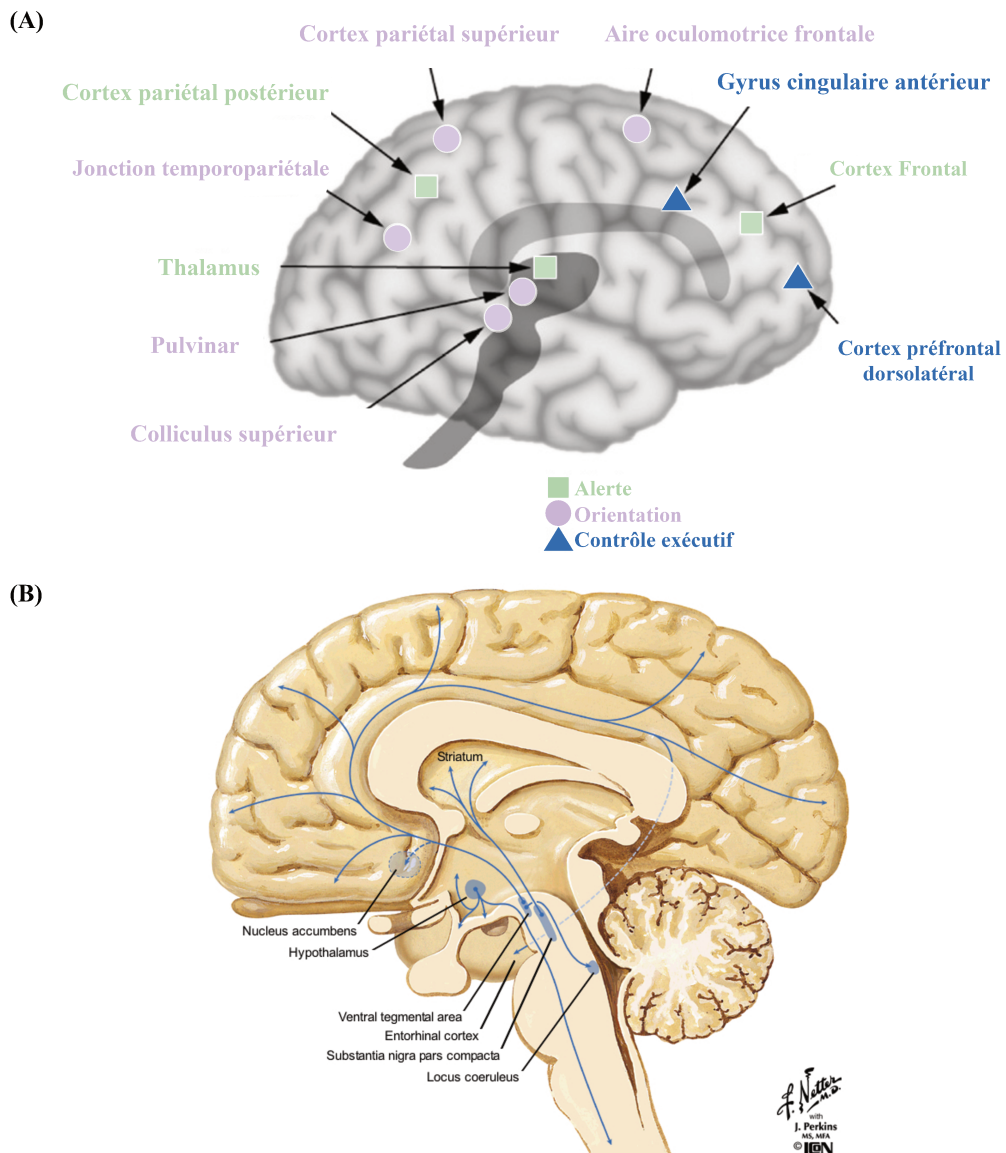 (A)
Cortex pariétal supérieur
Aire oculomotrice frontale
Gyrus cingulaire antérieur
Cortex pariétal postérieur
Jonction temporopariétale
Cortex Frontal
Thalamus
Pulvinar
Cortex préfrontal
dorsolatéral
Colliculus supérieur
Alerte
Orientation
Contrôle exécutif
(B)
Striatum
Nucleus accumbens
Hypothalamus
Ventral tegmental area
Entorhinal cortex
Substantia nigra pars compacta
Locus coeruleus
F. Netter
M.D.
with
J. Perkins
MS, MFA
© ICON